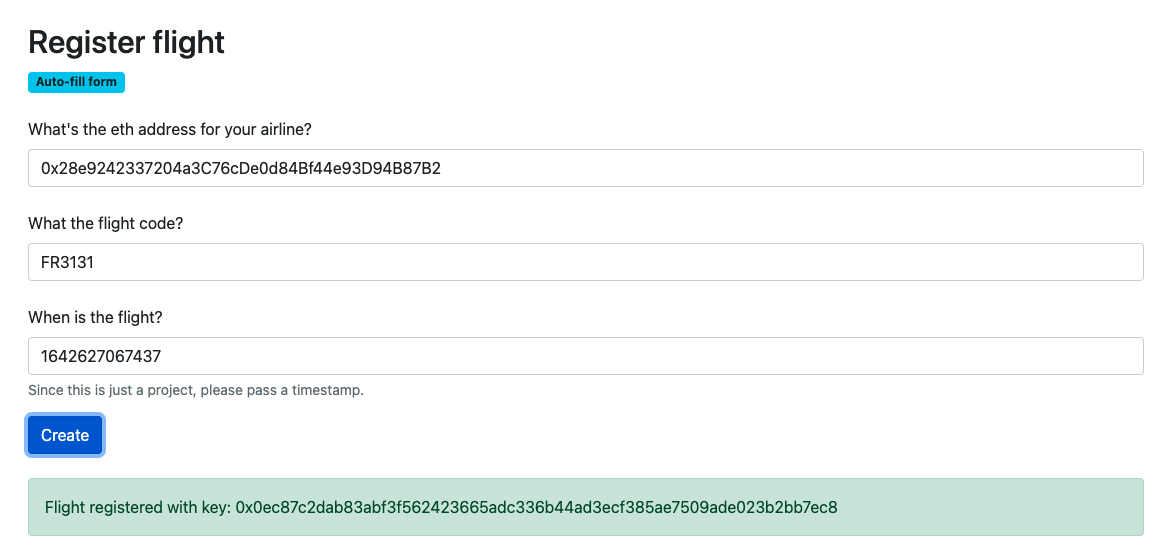 Register flight
Auto-fill form
What's the eth address for your airline?
0x28e9242337204a3C76cDe0d84Bf44e93D94B87B2
What the flight code?
FR3131
When is the flight?
1642627067437
Since this is just a project, please pass a timestamp.
Create
Flight registered with key: 0x0ec87c2dab83abf3f562423665adc336b44ad3ecf385ae7509ade023b2bb7ec8